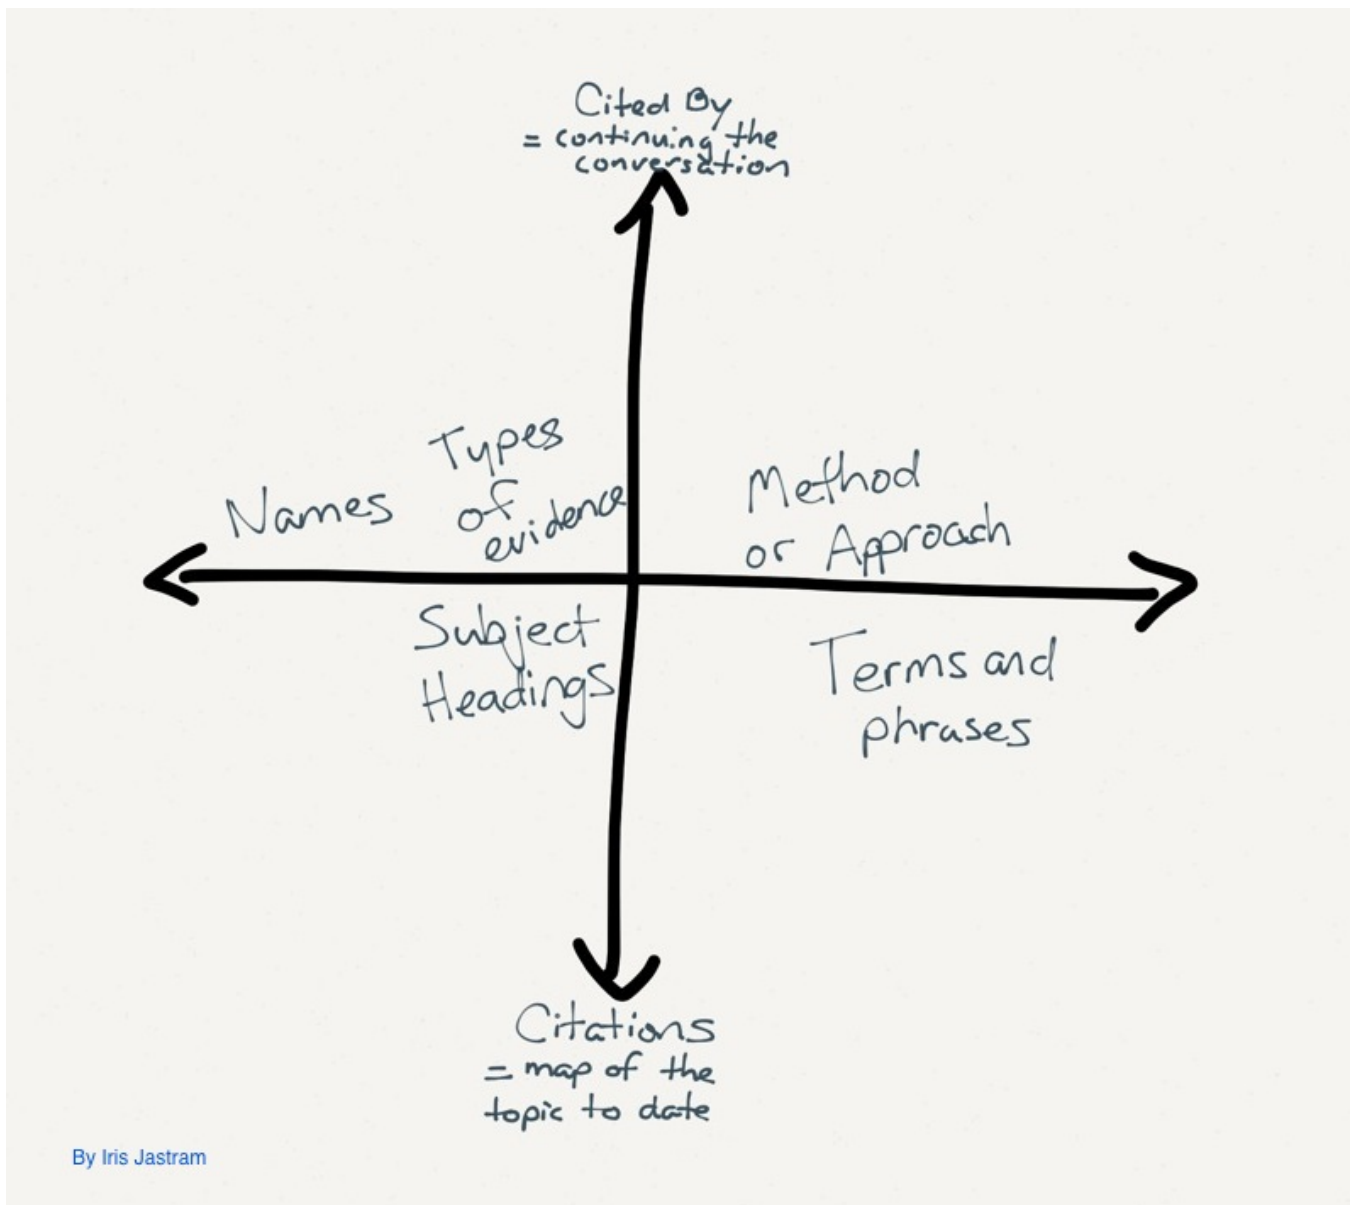 Cited By
= continuing the
conversation
Types
of
evidence
Names
Method
or Approach
Subject
Headings
Terms and
phrases
Citations
= map of the
topic to date
By Iris Jastram